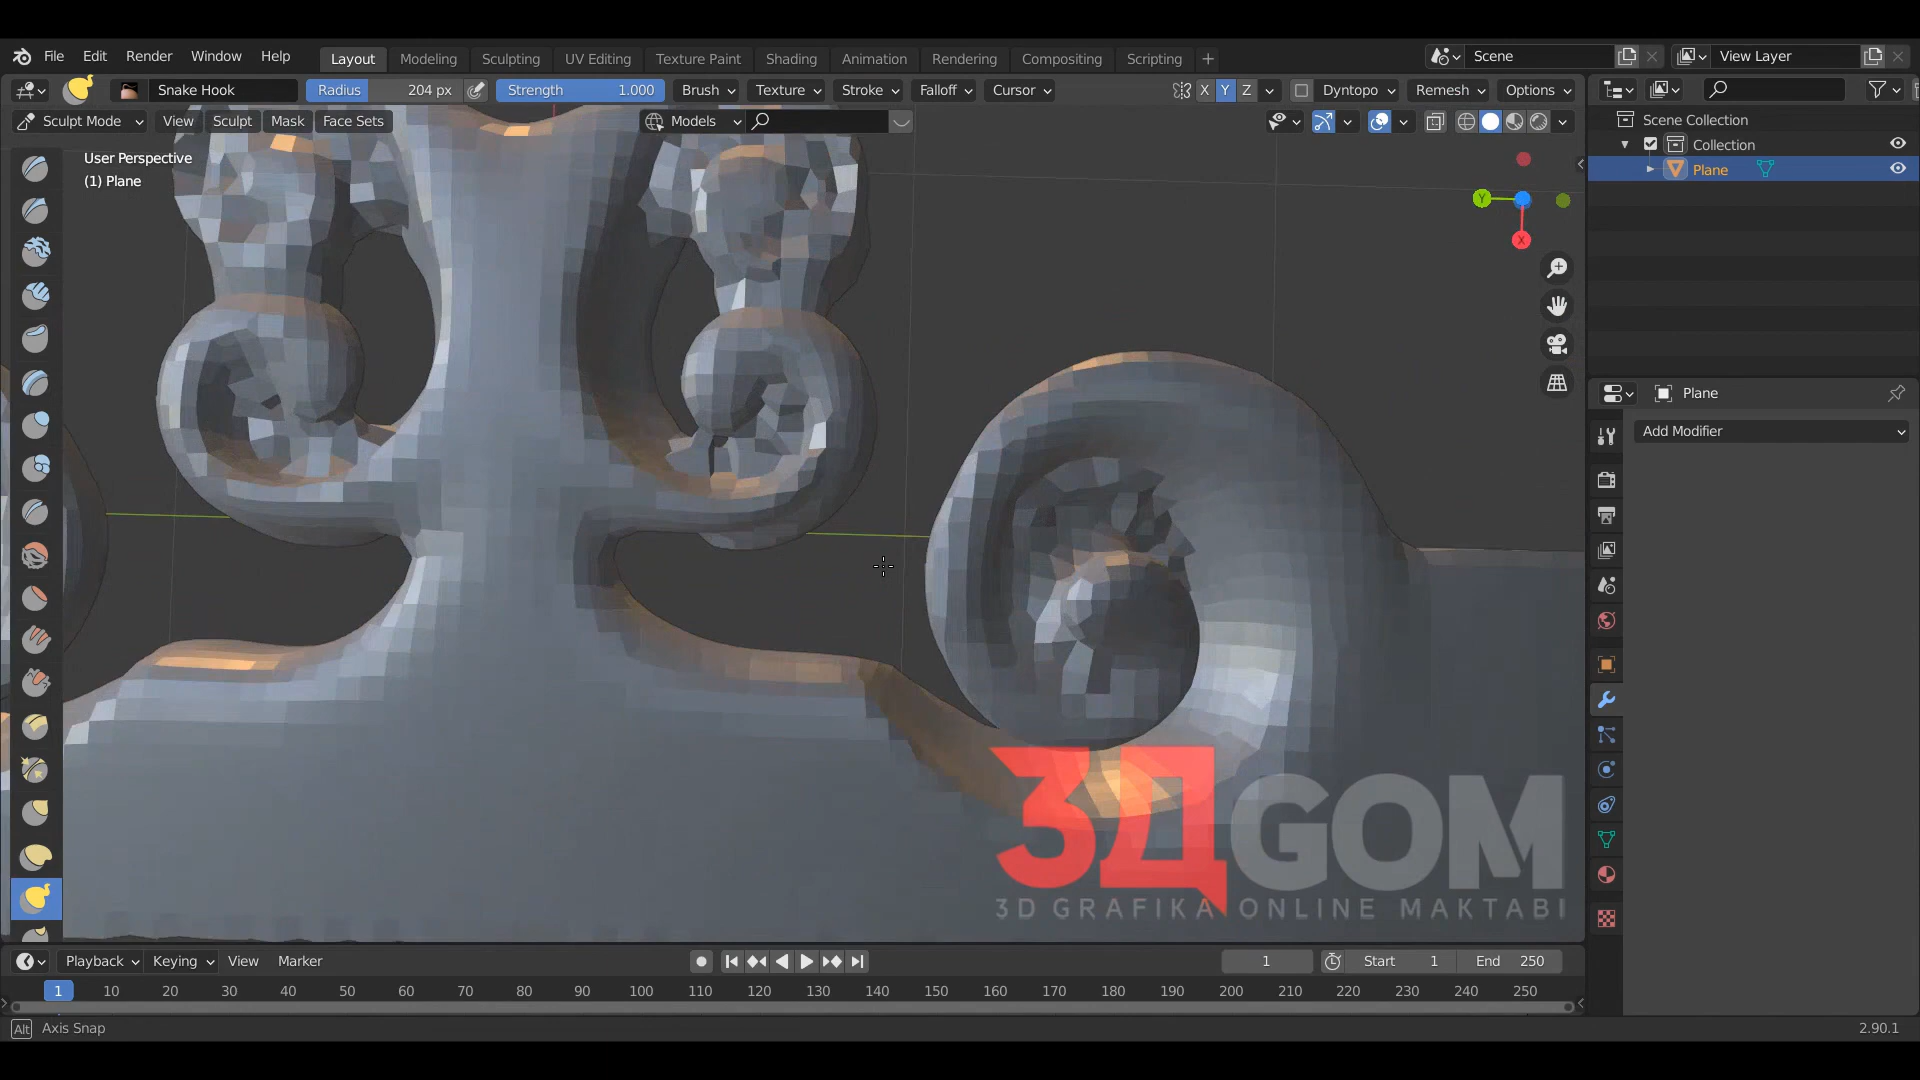 File Edit Render Window Help Layout Modeling Sculpting UV Editing Texture Paint Shading Animation Rendering Compositing Scripting + Scene View Layer
Snake Hook Radius 204 px Strength 1.000 Brush Texture Stroke Falloff Cursor X Y Z Dyntopo Remesh Options
Sculpt Mode View Sculpt Mask Face Sets Models
Scene Collection
Collection
Plane
User Perspective
(1) Plane
Y
X
Plane
Add Modifier
3ДGOM
3D GRAFIKA ONLINE MAKTABI
Playback Keying View Marker 1 Start 1 End 250
1 10 20 30 40 50 60 70 80 90 100 110 120 130 140 150 160 170 180 190 200 210 220 230 240 250
Alt Axis Snap 2.90.1